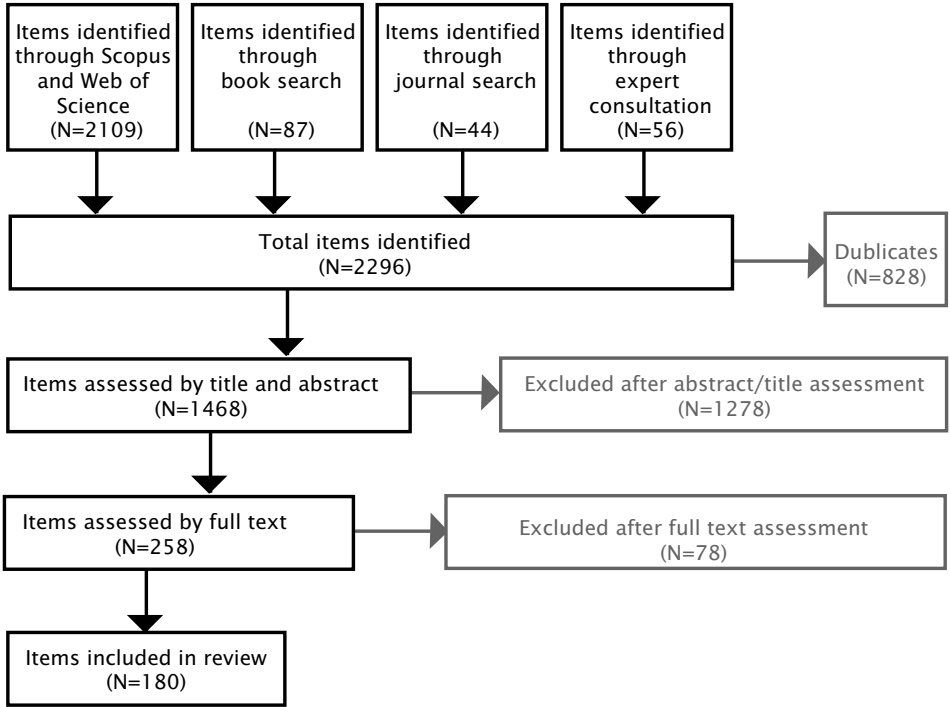 Items identified
through Scopus
and Web of
Science
(N=2109)
Items identified
through
book search
(N=87)
Items identified
through
journal search
(N=44)
Items identified
through
expert
consultation
(N=56)
Total items identified
(N=2296)
Dublicates
(N=828)
Items assessed by title and abstract
(N=1468)
Excluded after abstract/title assessment
(N=1278)
Items assessed by full text
(N=258)
Excluded after full text assessment
(N=78)
Items included in review
(N=180)